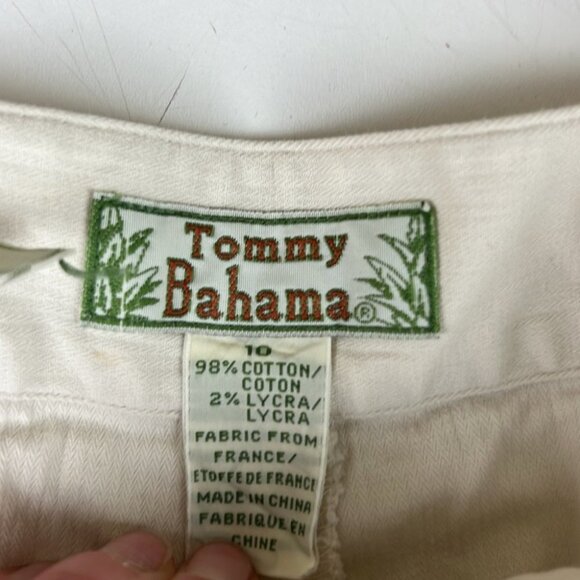 Tommy
Bahama®
10
98% COTTON/
COTON
2% LYCRA/
LYCRA
FABRIC FROM
FRANCE/
ETOFFE DE FRANCE
MADE IN CHINA
FABRIQUE EN
CHINE